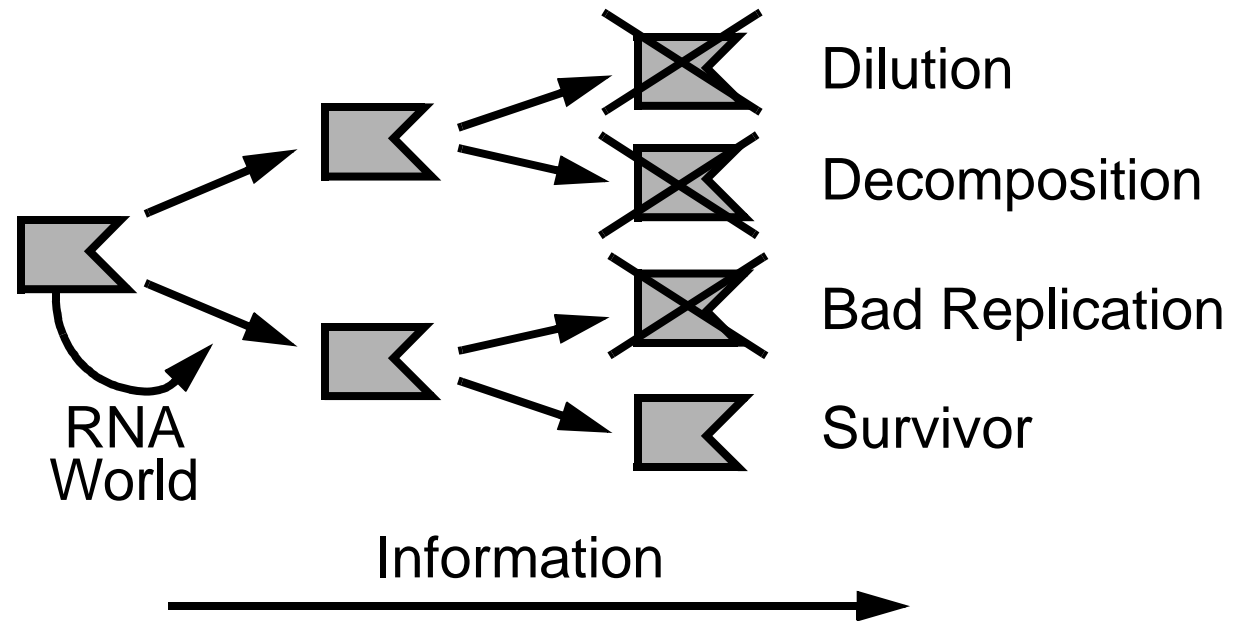 Dilution
Decomposition
Bad Replication
Survivor
RNA
World
Information